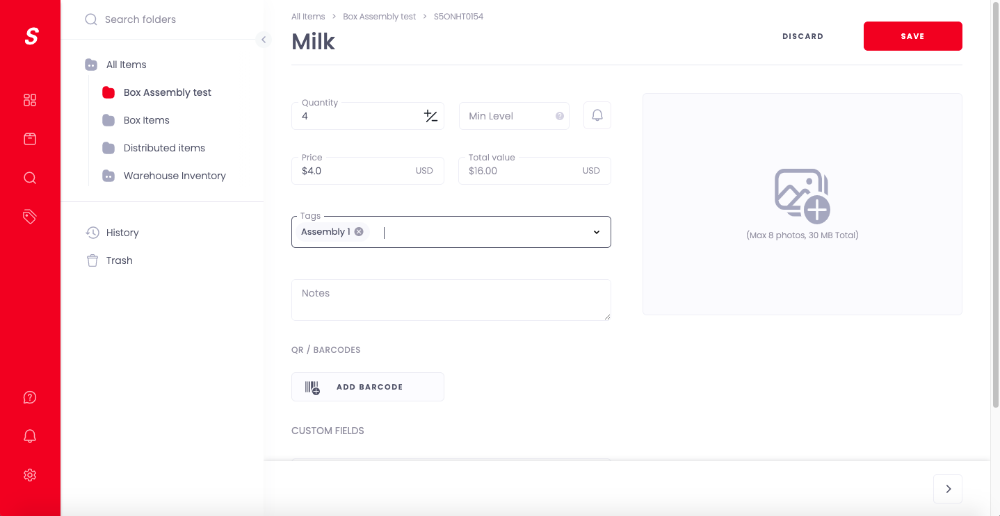 S
Search folders
All Items
Box Assembly test
Box Items
Distributed items
Warehouse Inventory
History
Trash
All Items > Box Assembly test > S5ONHT0154
Milk
DISCARD
SAVE
Quantity
4
Min Level
?
Price
$4.0 USD
Total value
$16.00 USD
Tags
Assembly 1
Notes
(Max 8 photos, 30 MB Total)
QR / BARCODES
ADD BARCODE
CUSTOM FIELDS